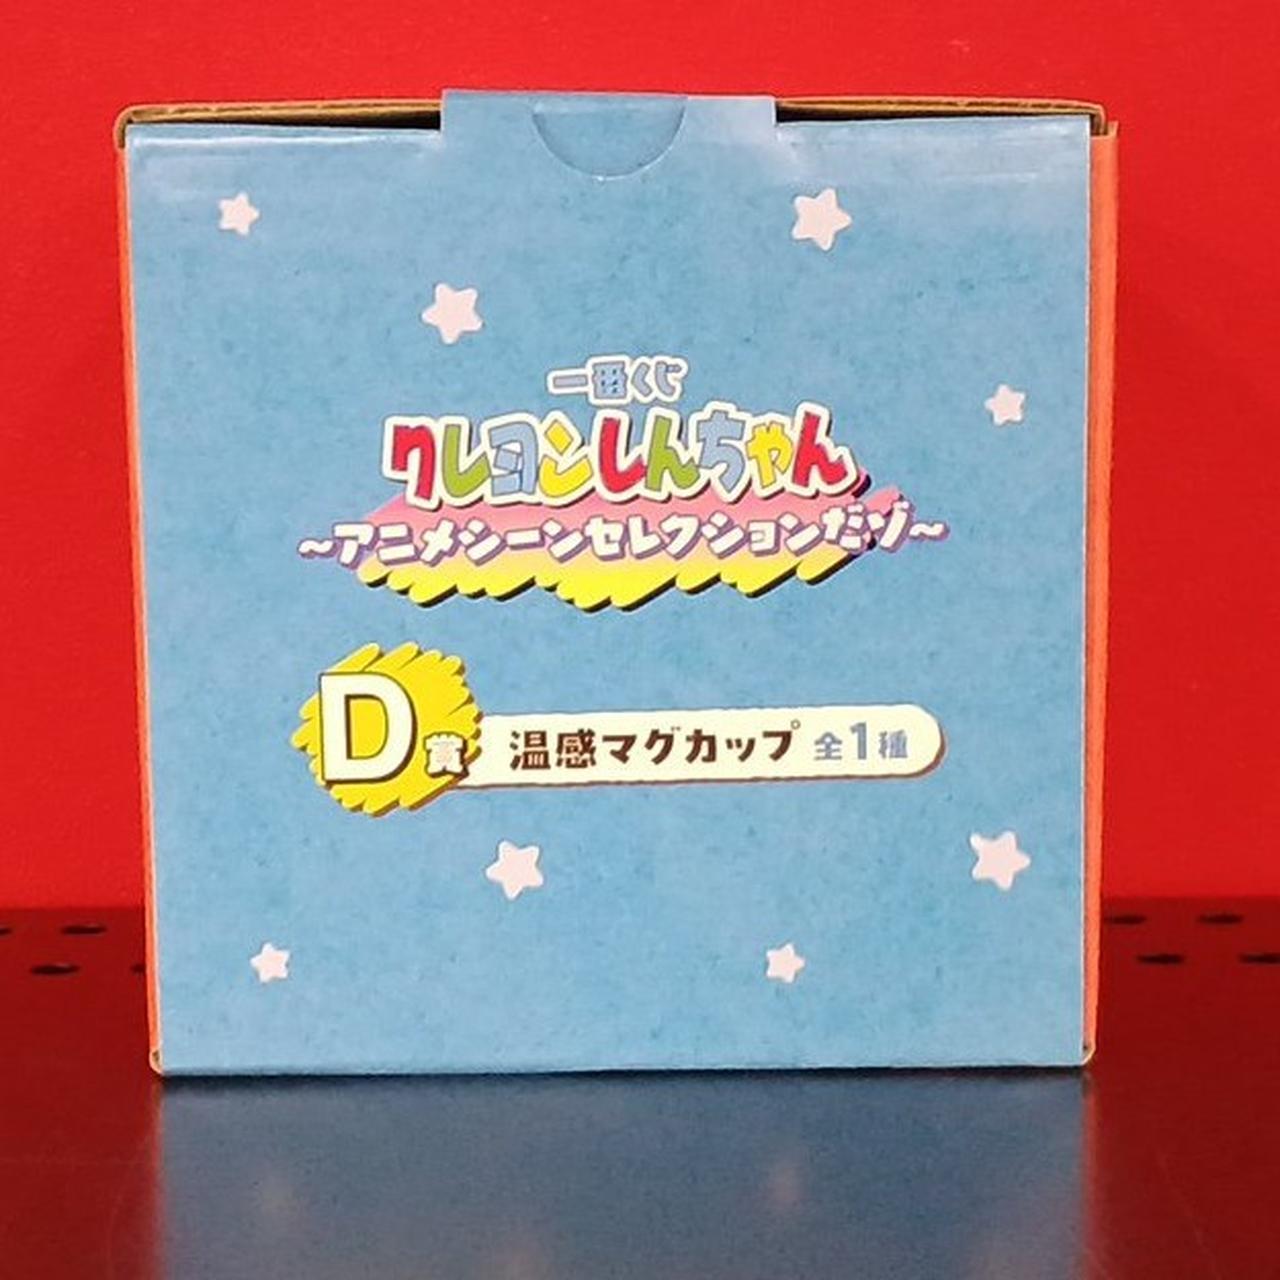 一番くじ
クレヨンしんちゃん
~アニメシーンセレクションだゾ~
D賞 温感マグカップ 全1種